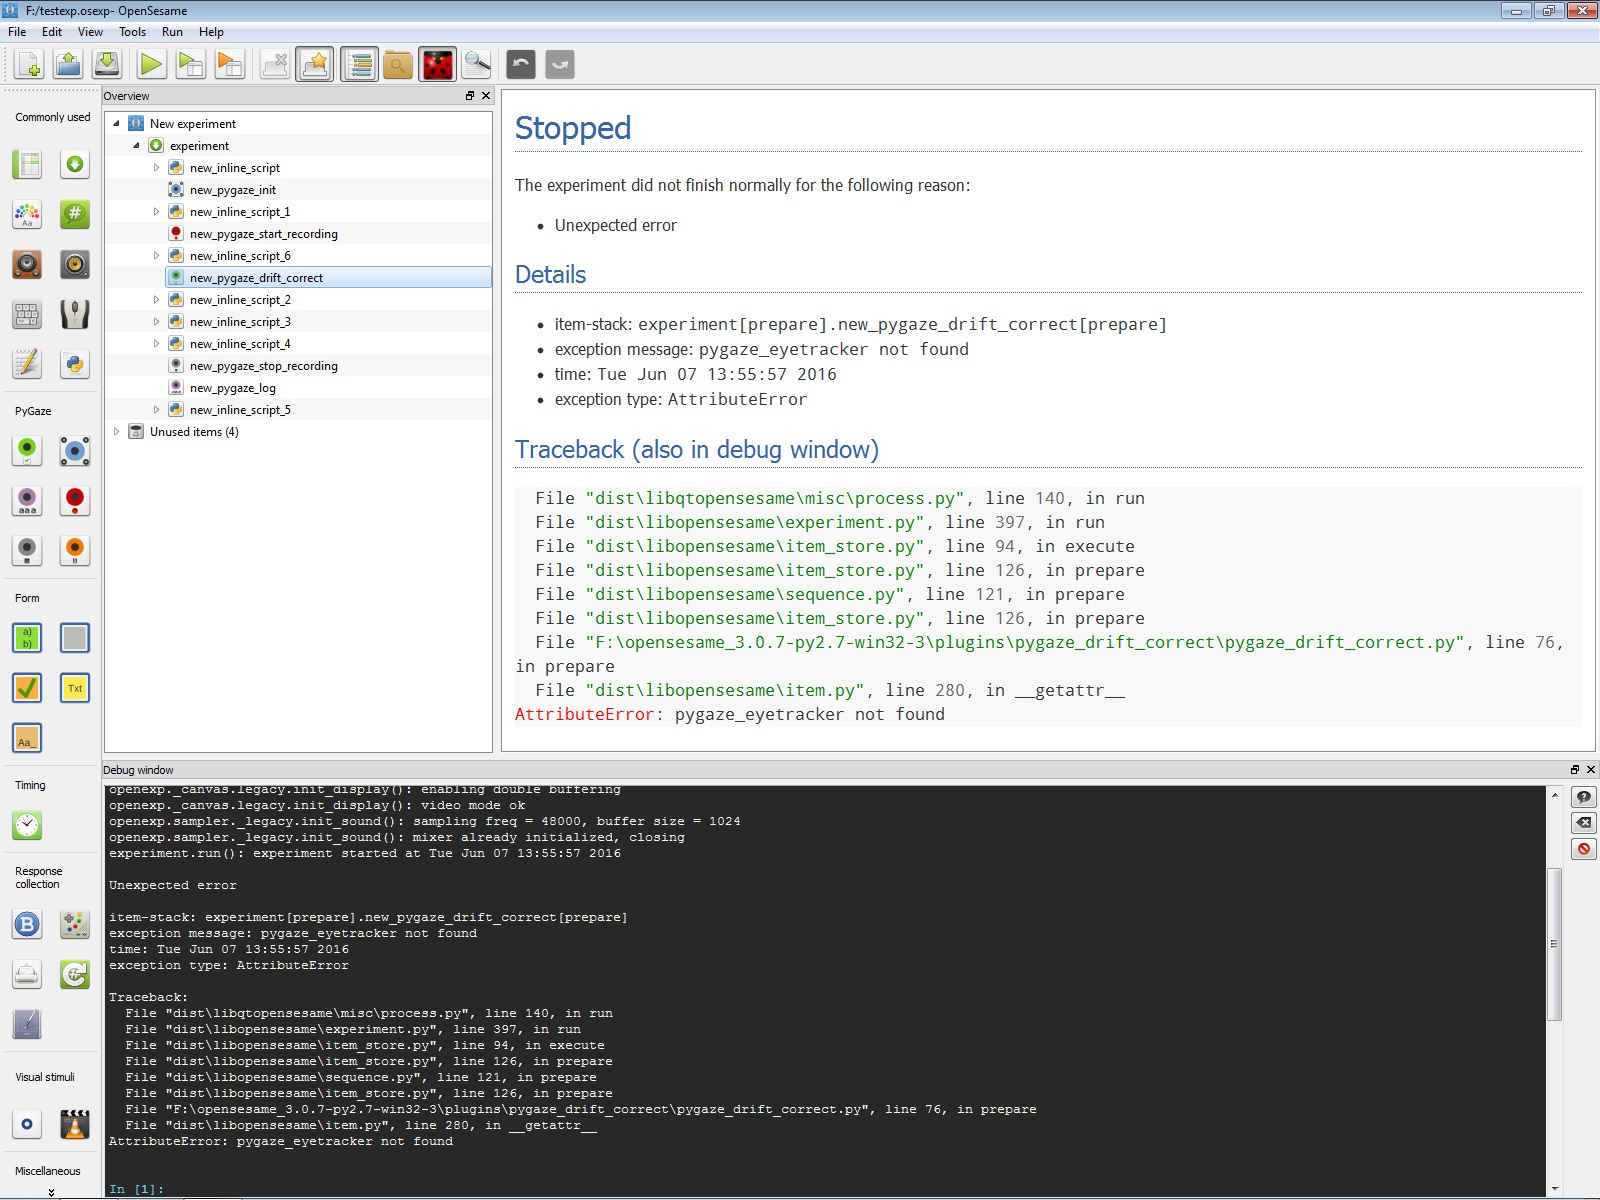 F:/testexp.osexp- OpenSesame
File Edit View Tools Run Help
Overview
Commonly used
Aa
#
PyGaze
aaa
Form
a)
b)
Txt
Aa_
Timing
Response
collection
B
Visual stimuli
Miscellaneous
New experiment
experiment
new_inline_script
new_pygaze_init
new_inline_script_1
new_pygaze_start_recording
new_inline_script_6
new_pygaze_drift_correct
new_inline_script_2
new_inline_script_3
new_inline_script_4
new_pygaze_stop_recording
new_pygaze_log
new_inline_script_5
Unused items (4)
Stopped
The experiment did not finish normally for the following reason:
• Unexpected error
Details
• item-stack: experiment[prepare].new_pygaze_drift_correct[prepare]
• exception message: pygaze_eyetracker not found
• time: Tue Jun 07 13:55:57 2016
• exception type: AttributeError
Traceback (also in debug window)
File "dist\libqtopensesame\misc\process.py", line 140, in run
File "dist\libopensesame\experiment.py", line 397, in run
File "dist\libopensesame\item_store.py", line 94, in execute
File "dist\libopensesame\item_store.py", line 126, in prepare
File "dist\libopensesame\sequence.py", line 121, in prepare
File "dist\libopensesame\item_store.py", line 126, in prepare
File "F:\opensesame_3.0.7-py2.7-win32-3\plugins\pygaze_drift_correct\pygaze_drift_correct.py", line 76,
in prepare
File "dist\libopensesame\item.py", line 280, in __getattr__
AttributeError: pygaze_eyetracker not found
Debug window
openexp._canvas.legacy.init_display(): enabling double buffering
openexp._canvas.legacy.init_display(): video mode ok
openexp.sampler._legacy.init_sound(): sampling freq = 48000, buffer size = 1024
openexp.sampler._legacy.init_sound(): mixer already initialized, closing
experiment.run(): experiment started at Tue Jun 07 13:55:57 2016
Unexpected error
item-stack: experiment[prepare].new_pygaze_drift_correct[prepare]
exception message: pygaze_eyetracker not found
time: Tue Jun 07 13:55:57 2016
exception type: AttributeError
Traceback:
File "dist\libqtopensesame\misc\process.py", line 140, in run
File "dist\libopensesame\experiment.py", line 397, in run
File "dist\libopensesame\item_store.py", line 94, in execute
File "dist\libopensesame\item_store.py", line 126, in prepare
File "dist\libopensesame\sequence.py", line 121, in prepare
File "dist\libopensesame\item_store.py", line 126, in prepare
File "F:\opensesame_3.0.7-py2.7-win32-3\plugins\pygaze_drift_correct\pygaze_drift_correct.py", line 76, in prepare
File "dist\libopensesame\item.py", line 280, in __getattr__
AttributeError: pygaze_eyetracker not found
In [1]: